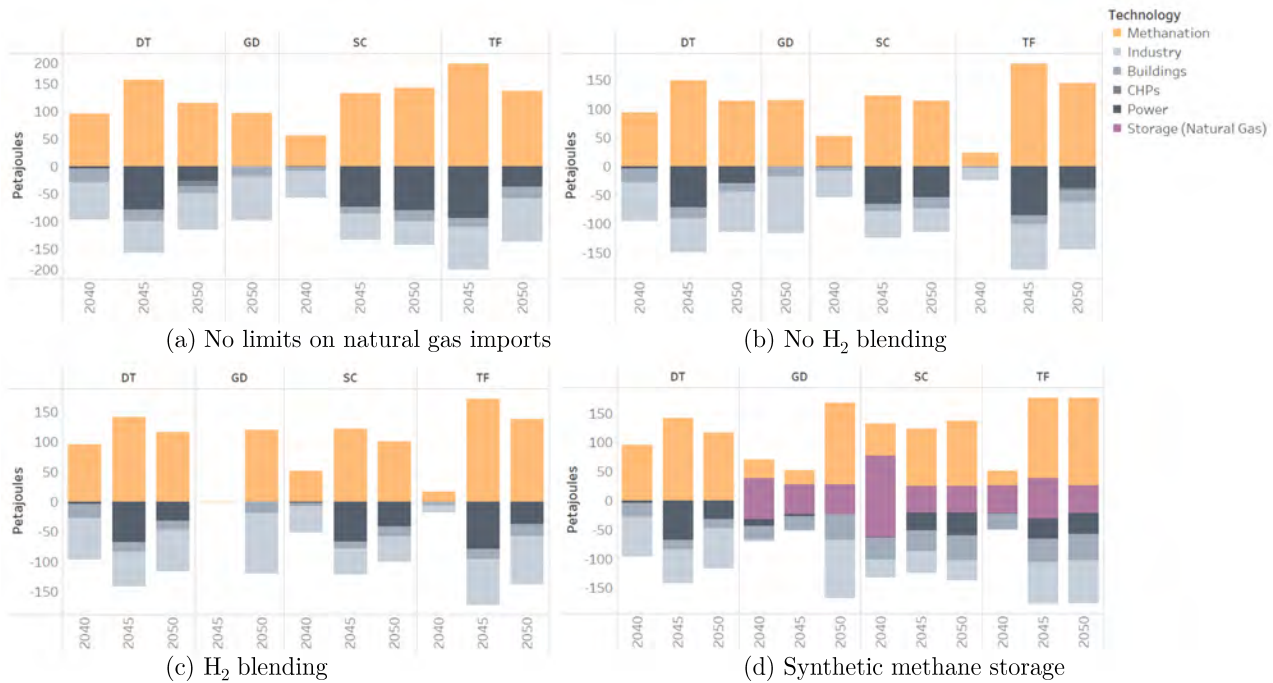 Technology
Methanation
Industry
Buildings
CHPs
Power
Storage (Natural Gas)
DT GD SC TF
Petajoules
200
150
100
50
0
-50
-100
-150
-200
2040 2045 2050 2050 2040 2045 2050 2045 2050
(a) No limits on natural gas imports
DT GD SC TF
Petajoules
150
100
50
0
-50
-100
-150
2040 2045 2050 2050 2040 2045 2050 2040 2045 2050
(b) No H₂ blending
DT GD SC TF
Petajoules
150
100
50
0
-50
-100
-150
2040 2045 2050 2045 2050 2040 2045 2050 2040 2045 2050
(c) H₂ blending
DT GD SC TF
Petajoules
150
100
50
0
-50
-100
-150
2040 2045 2050 2040 2045 2050 2040 2045 2050 2040 2045 2050
(d) Synthetic methane storage